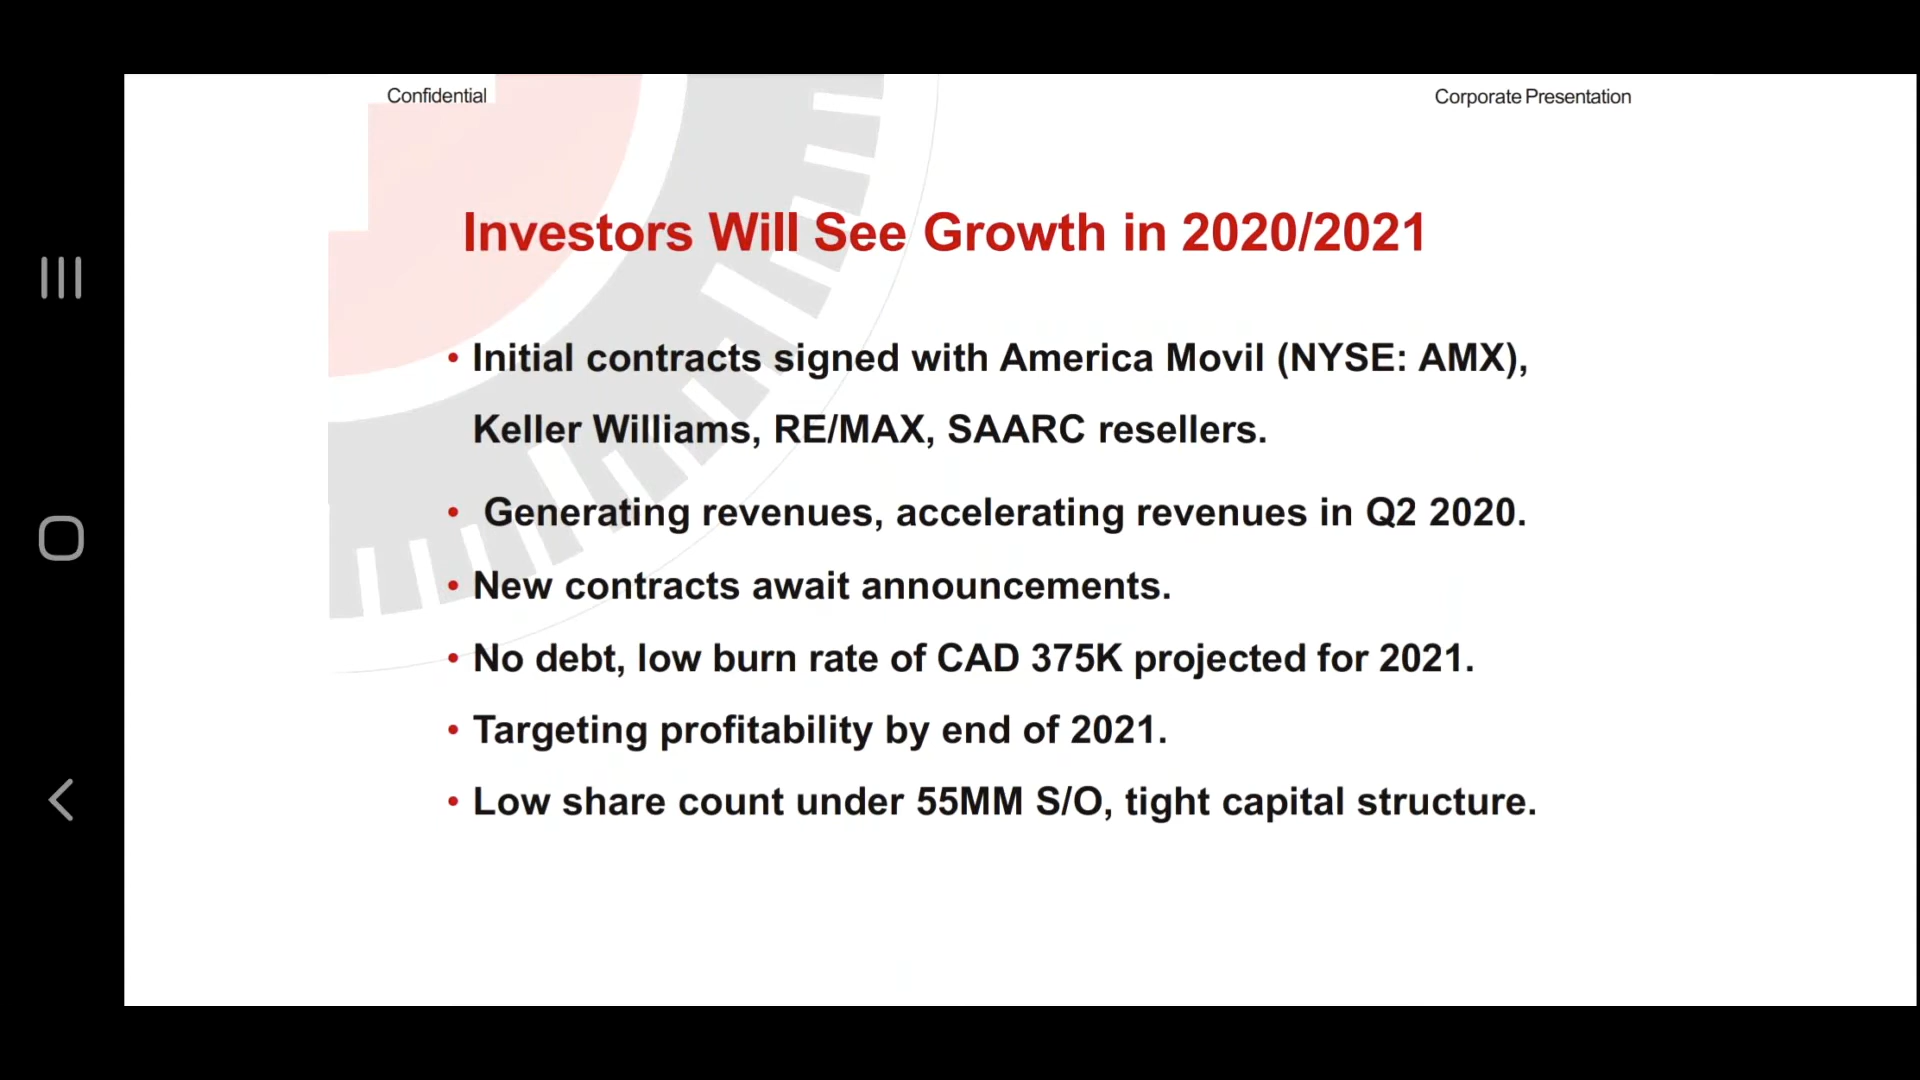 Confidential
Corporate Presentation
Investors Will See Growth in 2020/2021
• Initial contracts signed with America Movil (NYSE: AMX),
Keller Williams, RE/MAX, SAARC resellers.
• Generating revenues, accelerating revenues in Q2 2020.
• New contracts await announcements.
• No debt, low burn rate of CAD 375K projected for 2021.
• Targeting profitability by end of 2021.
• Low share count under 55MM S/O, tight capital structure.